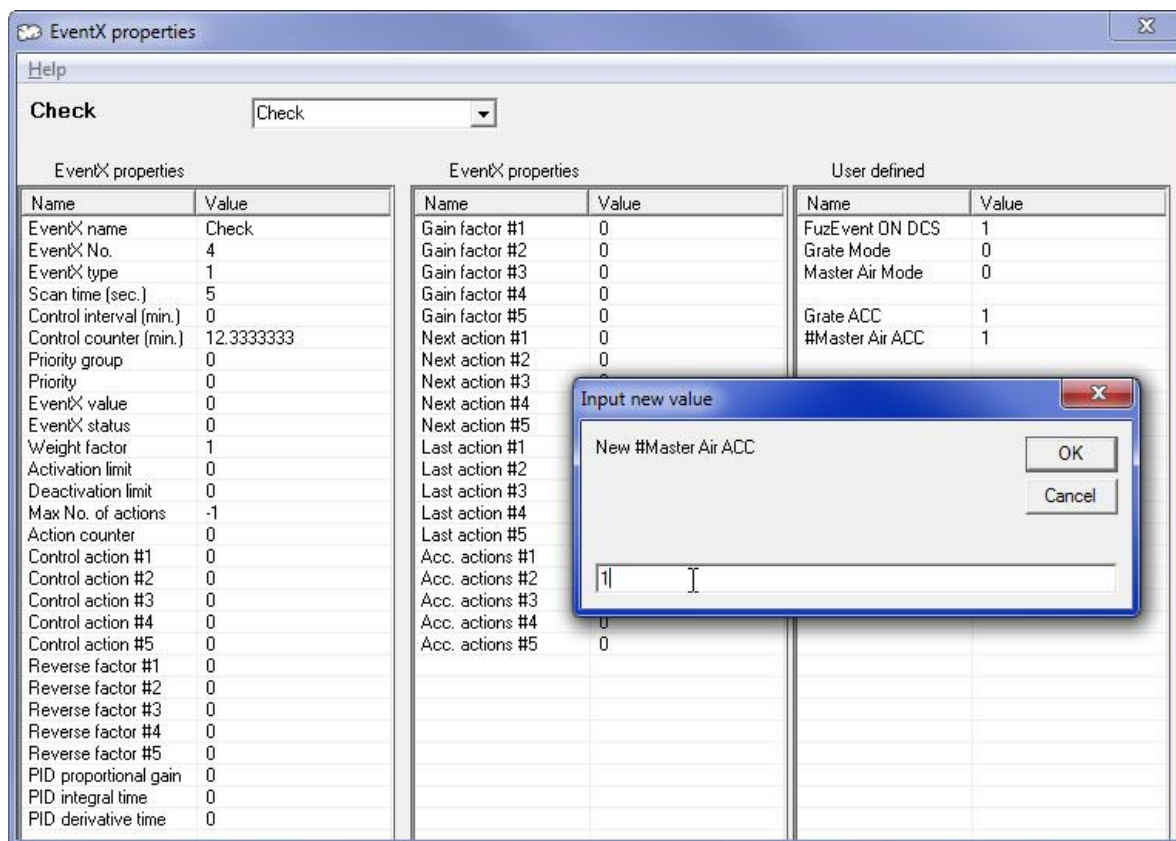 EventX properties
Help
Check
Check
EventX properties
Name Value
EventX name Check
EventX No. 4
EventX type 1
Scan time (sec.) 5
Control interval (min.) 0
Control counter (min.) 12.3333333
Priority group 0
Priority 0
EventX value 0
EventX status 0
Weight factor 1
Activation limit 0
Deactivation limit 0
Max No. of actions -1
Action counter 0
Control action #1 0
Control action #2 0
Control action #3 0
Control action #4 0
Control action #5 0
Reverse factor #1 0
Reverse factor #2 0
Reverse factor #3 0
Reverse factor #4 0
Reverse factor #5 0
PID proportional gain 0
PID integral time 0
PID derivative time 0
EventX properties
Name Value
Gain factor #1 0
Gain factor #2 0
Gain factor #3 0
Gain factor #4 0
Gain factor #5 0
Next action #1 0
Next action #2 0
Next action #3
Next action #4
Next action #5
Last action #1
Last action #2
Last action #3
Last action #4
Last action #5
Acc. actions #1
Acc. actions #2
Acc. actions #3
Acc. actions #4 0
Acc. actions #5 0
User defined
Name Value
FuzEvent ON DCS 1
Grate Mode 0
Master Air Mode 0
Grate ACC 1
#Master Air ACC 1
Input new value
New #Master Air ACC
OK
Cancel
1